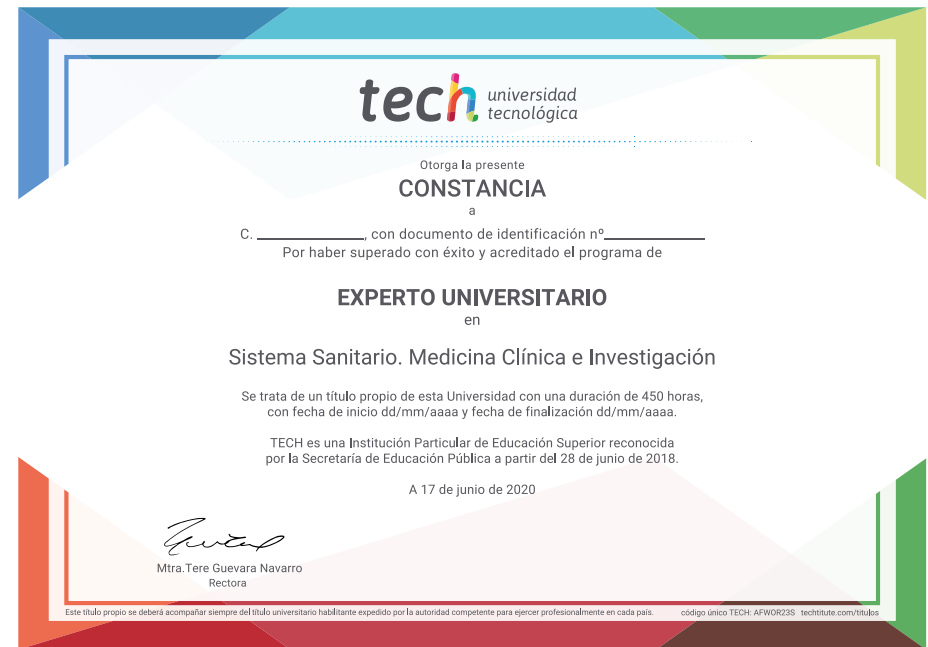 tech universidad
tecnológica
Otorga la presente
CONSTANCIA
a
C. ______________, con documento de identificación nº_____________
Por haber superado con éxito y acreditado el programa de
EXPERTO UNIVERSITARIO
en
Sistema Sanitario. Medicina Clínica e Investigación
Se trata de un título propio de esta Universidad con una duración de 450 horas,
con fecha de inicio dd/mm/aaaa y fecha de finalización dd/mm/aaaa.
TECH es una Institución Particular de Educación Superior reconocida
por la Secretaría de Educación Pública a partir del 28 de junio de 2018.
A 17 de junio de 2020
Mtra.Tere Guevara Navarro
Rectora
Este título propio se deberá acompañar siempre del título universitario habilitante expedido por la autoridad competente para ejercer profesionalmente en cada país. código único TECH: AFWOR23S techtitute.com/titulos